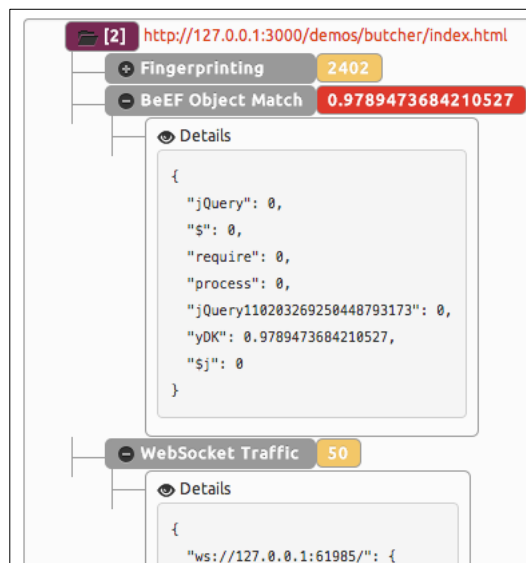 [2] http://127.0.0.1:3000/demos/butcher/index.html
Fingerprinting 2402
BeEF Object Match 0.9789473684210527
Details
{
"jQuery": 0,
"$": 0,
"require": 0,
"process": 0,
"jQuery110203269250448793173": 0,
"yDK": 0.9789473684210527,
"$j": 0
}
WebSocket Traffic 50
Details
{
"ws://127.0.0.1:61985/": {